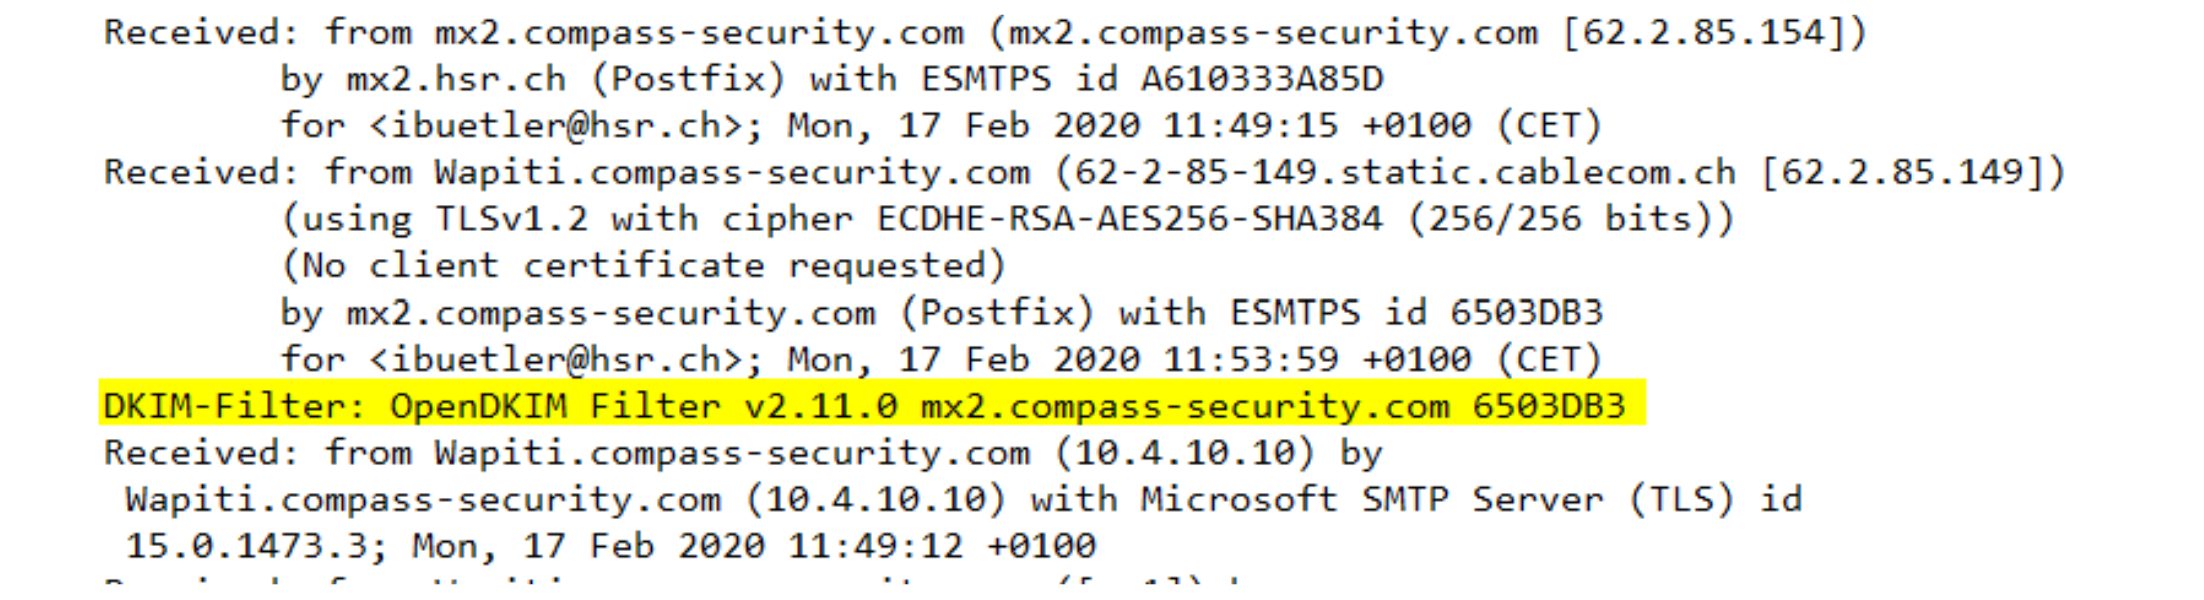 Received: from mx2.compass-security.com (mx2.compass-security.com [62.2.85.154])
by mx2.hsr.ch (Postfix) with ESMTPS id A610333A85D
for <ibuetler@hsr.ch>; Mon, 17 Feb 2020 11:49:15 +0100 (CET)
Received: from Wapiti.compass-security.com (62-2-85-149.static.cablecom.ch [62.2.85.149])
(using TLSv1.2 with cipher ECDHE-RSA-AES256-SHA384 (256/256 bits))
(No client certificate requested)
by mx2.compass-security.com (Postfix) with ESMTPS id 6503DB3
for <ibuetler@hsr.ch>; Mon, 17 Feb 2020 11:53:59 +0100 (CET)
DKIM-Filter: OpenDKIM Filter v2.11.0 mx2.compass-security.com 6503DB3
Received: from Wapiti.compass-security.com (10.4.10.10) by
Wapiti.compass-security.com (10.4.10.10) with Microsoft SMTP Server (TLS) id
15.0.1473.3; Mon, 17 Feb 2020 11:49:12 +0100